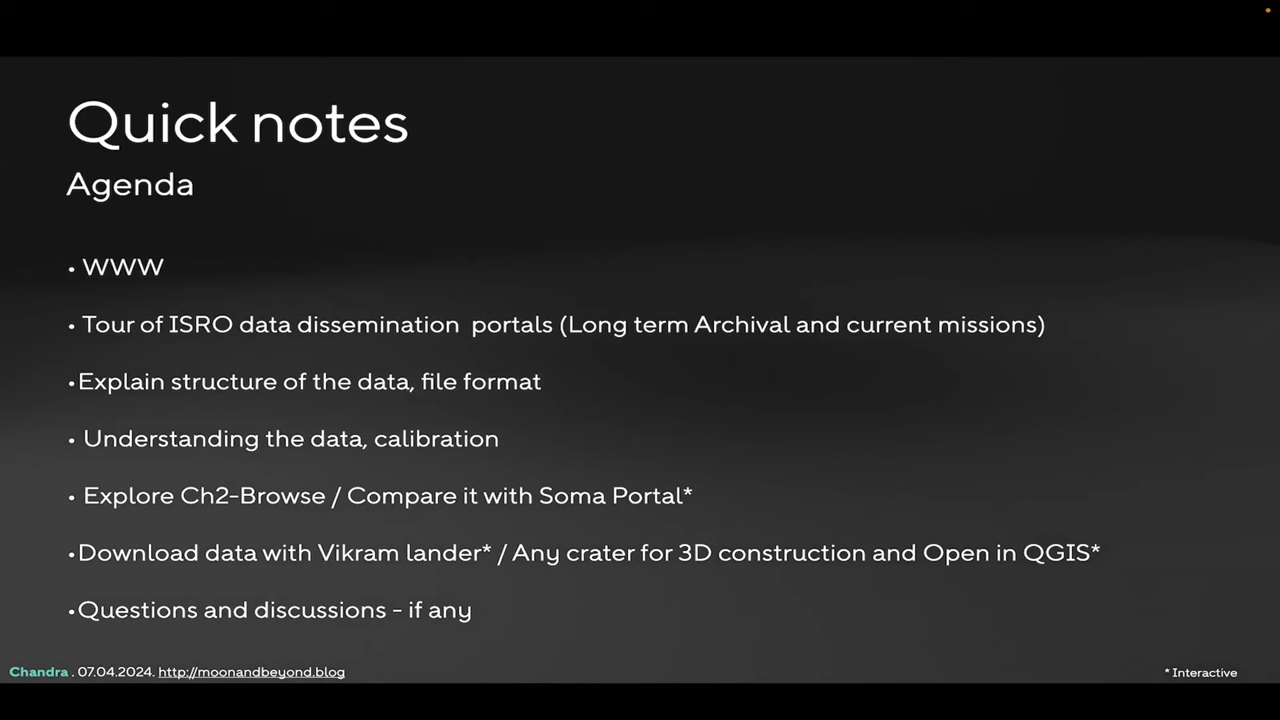 Quick notes
Agenda
• WWW
• Tour of ISRO data dissemination portals (Long term Archival and current missions)
• Explain structure of the data, file format
• Understanding the data, calibration
• Explore Ch2-Browse / Compare it with Soma Portal*
• Download data with Vikram lander* / Any crater for 3D construction and Open in QGIS*
• Questions and discussions - if any
Chandra . 07.04.2024. http://moonandbeyond.blog
* Interactive